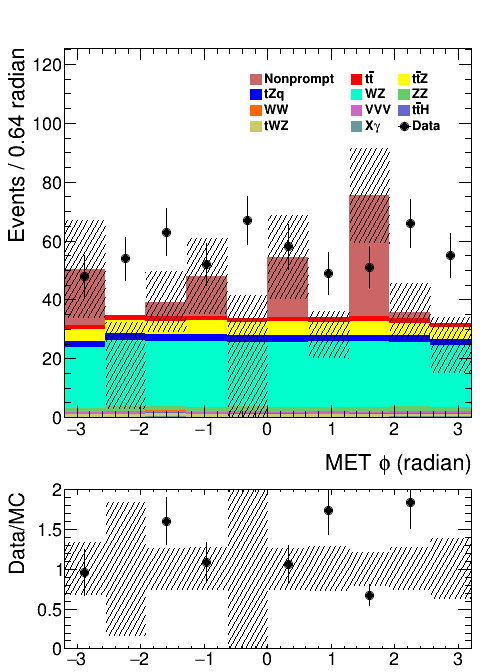 Events / 0.64 radian
120
100
80
60
40
20
0
Nonprompt tt̄ tt̄Z
tZq WZ ZZ
WW VVV tt̄H
tWZ Xγ Data
−3 −2 −1 0 1 2 3
MET ϕ (radian)
Data/MC
2
1.5
1
0.5
0
−3 −2 −1 0 1 2 3